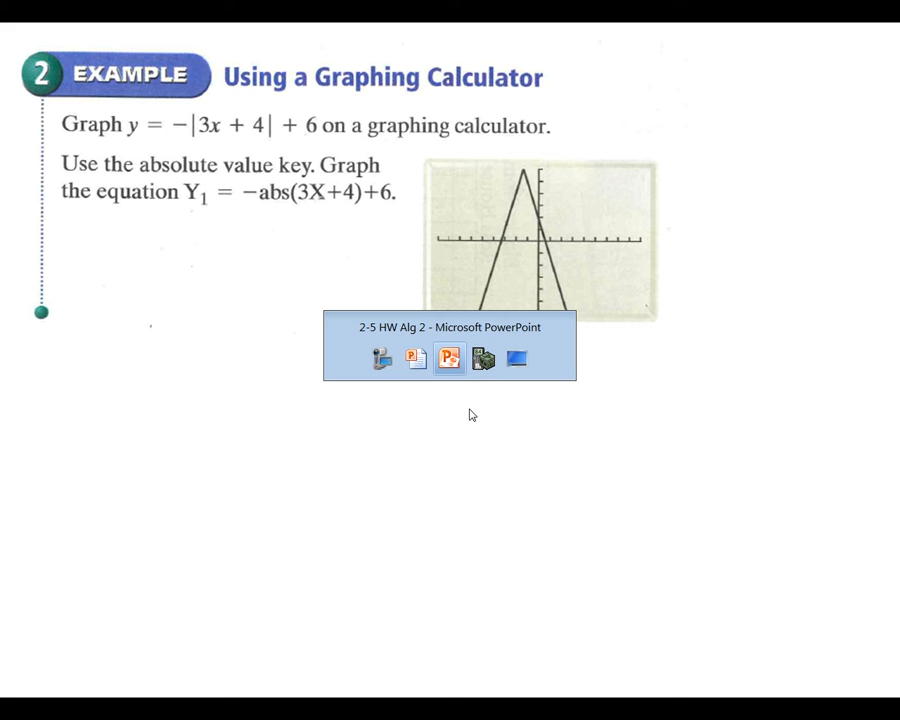 2 EXAMPLE Using a Graphing Calculator
Graph y = −|3x + 4| + 6 on a graphing calculator.
Use the absolute value key. Graph
the equation Y₁ = −abs(3X+4)+6.
2-5 HW Alg 2 - Microsoft PowerPoint